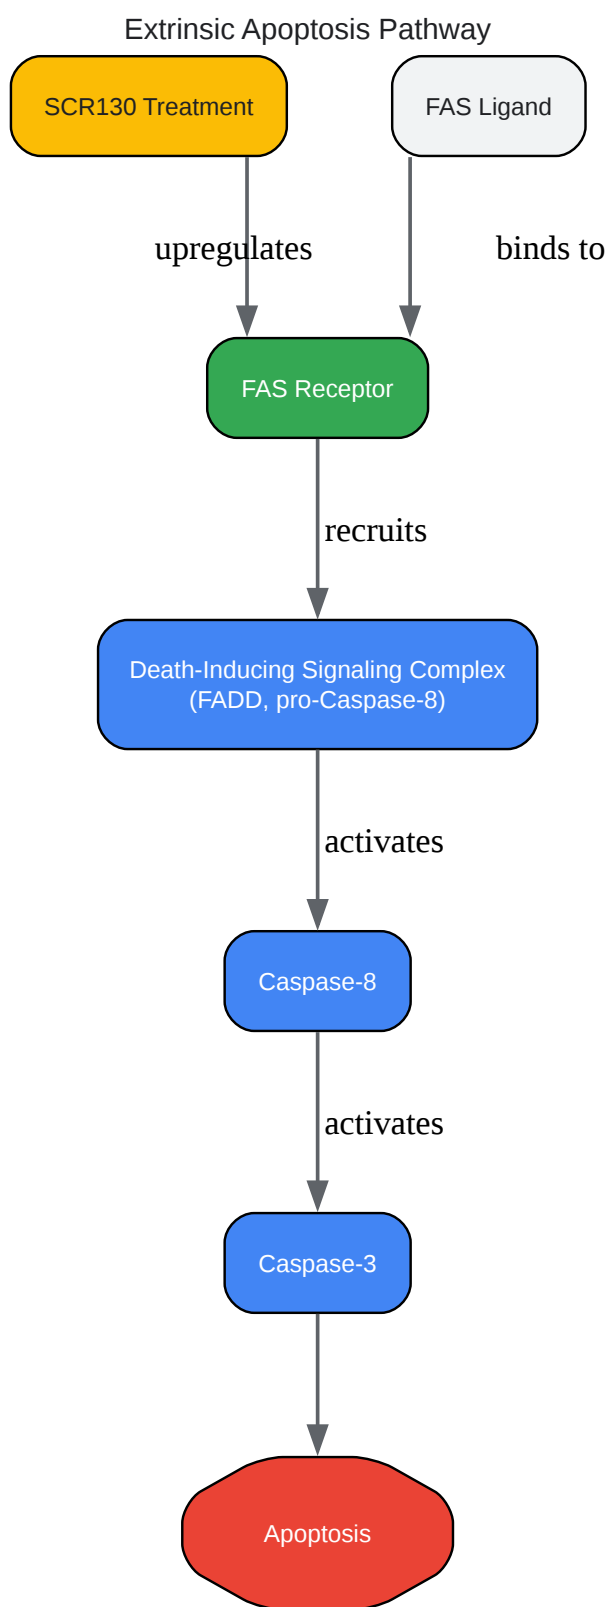 Extrinsic Apoptosis Pathway
SCR130 Treatment
FAS Ligand
upregulates
binds to
FAS Receptor
recruits
Death-Inducing Signaling Complex
(FADD, pro-Caspase-8)
activates
Caspase-8
activates
Caspase-3
Apoptosis